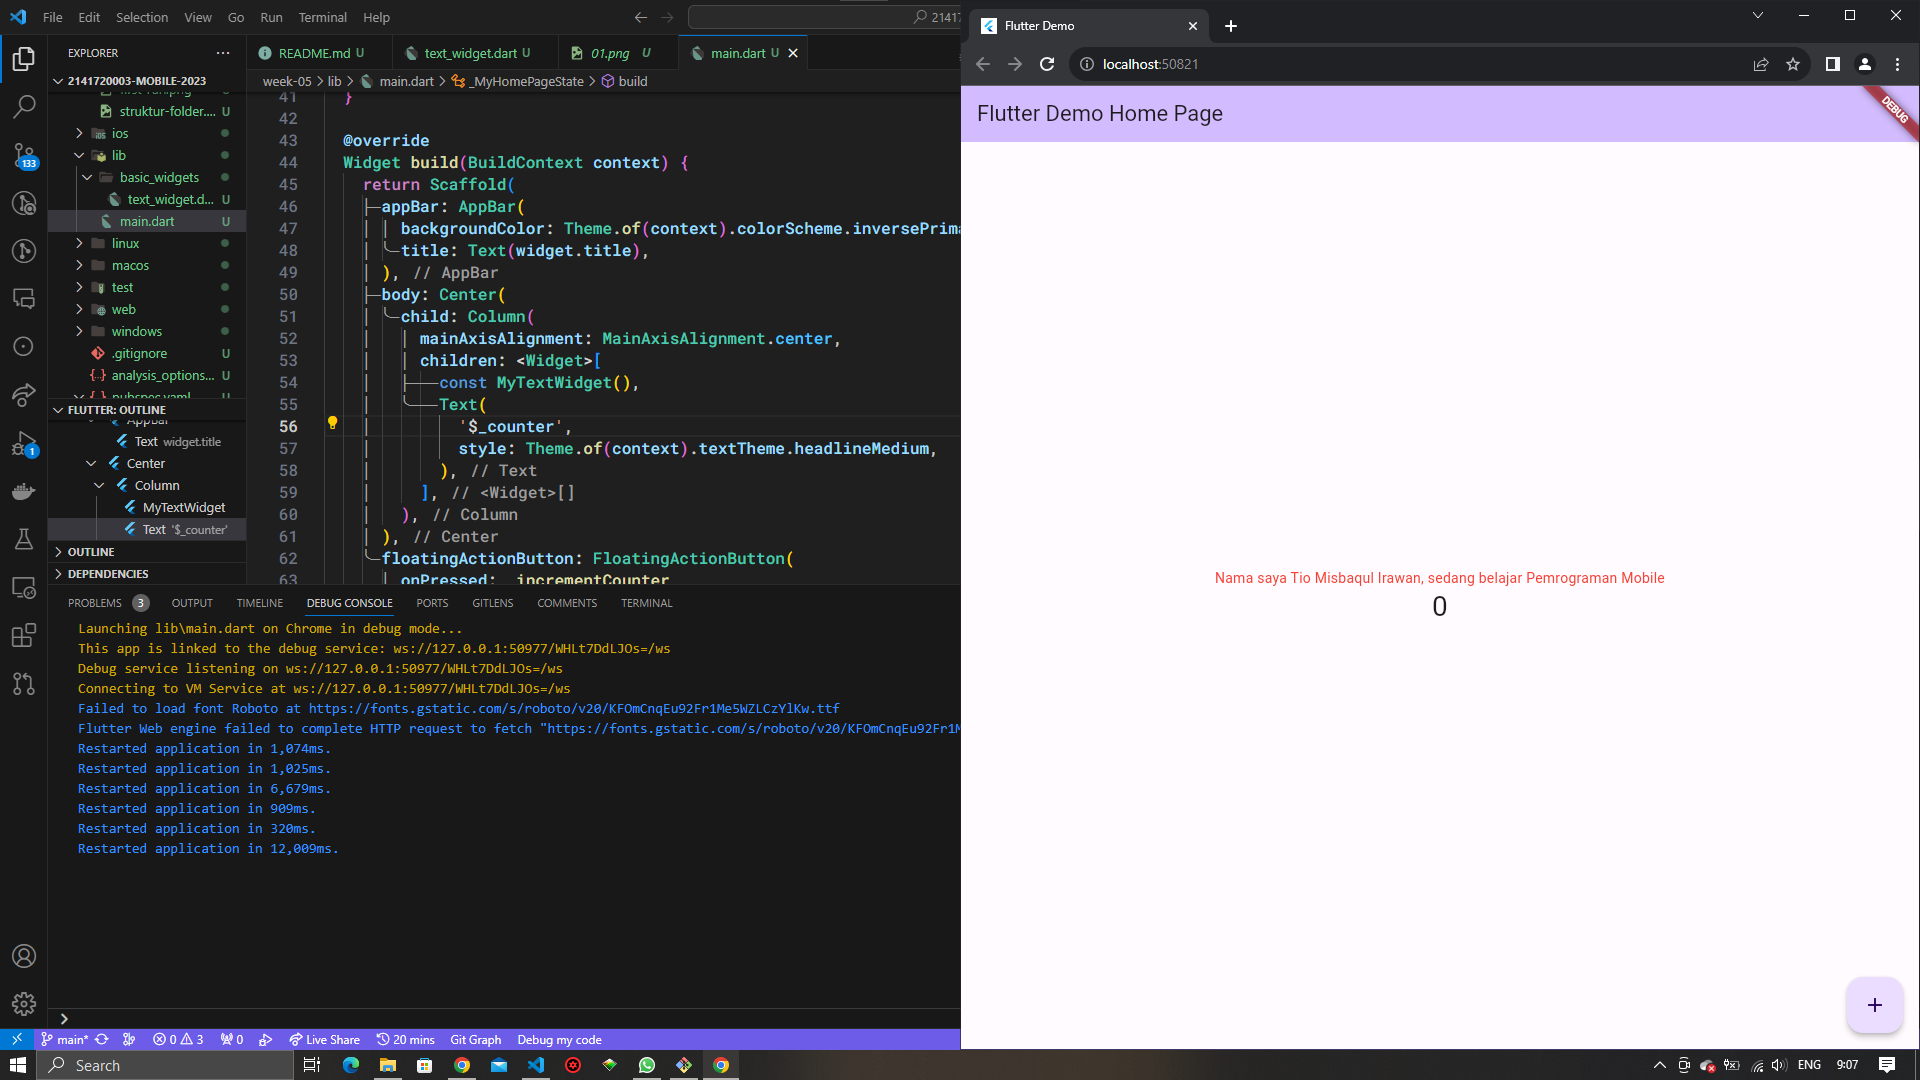 File Edit Selection View Go Run Terminal Help
21417
EXPLORER
README.md U
text_widget.dart U
01.png U
main.dart U
2141720003-MOBILE-2023
week-05 > lib > main.dart > _MyHomePageState > build
struktur-folder.... U
ios
lib
basic_widgets
text_widget.d... U
main.dart U
linux
macos
test
web
windows
.gitignore U
analysis_options... U
pubspec.yaml
FLUTTER: OUTLINE
AppBar
Text widget.title
Center
Column
MyTextWidget
Text '$_counter'
OUTLINE
DEPENDENCIES
41 }
42
43 @override
44 Widget build(BuildContext context) {
45 return Scaffold(
46 appBar: AppBar(
47 backgroundColor: Theme.of(context).colorScheme.inversePrima
48 title: Text(widget.title),
49 ), // AppBar
50 body: Center(
51 child: Column(
52 mainAxisAlignment: MainAxisAlignment.center,
53 children: <Widget>[
54 const MyTextWidget(),
55 Text(
56 '$_counter',
57 style: Theme.of(context).textTheme.headlineMedium,
58 ), // Text
59 ], // <Widget>[]
60 ), // Column
61 ), // Center
62 floatingActionButton: FloatingActionButton(
63 onPressed: _incrementCounter
PROBLEMS 3 OUTPUT TIMELINE DEBUG CONSOLE PORTS GITLENS COMMENTS TERMINAL
Launching lib\main.dart on Chrome in debug mode...
This app is linked to the debug service: ws://127.0.0.1:50977/WHLt7DdLJOs=/ws
Debug service listening on ws://127.0.0.1:50977/WHLt7DdLJOs=/ws
Connecting to VM Service at ws://127.0.0.1:50977/WHLt7DdLJOs=/ws
Failed to load font Roboto at https://fonts.gstatic.com/s/roboto/v20/KFOmCnqEu92Fr1Me5WZLCzYlKw.ttf
Flutter Web engine failed to complete HTTP request to fetch "https://fonts.gstatic.com/s/roboto/v20/KFOmCnqEu92Fr1M
Restarted application in 1,074ms.
Restarted application in 1,025ms.
Restarted application in 6,679ms.
Restarted application in 909ms.
Restarted application in 320ms.
Restarted application in 12,009ms.
133
1
main* 0 3 0 Live Share 20 mins Git Graph Debug my code
Flutter Demo
localhost:50821
Flutter Demo Home Page
DEBUG
Nama saya Tio Misbaqul Irawan, sedang belajar Pemrograman Mobile
0
+
Search
ENG 9:07